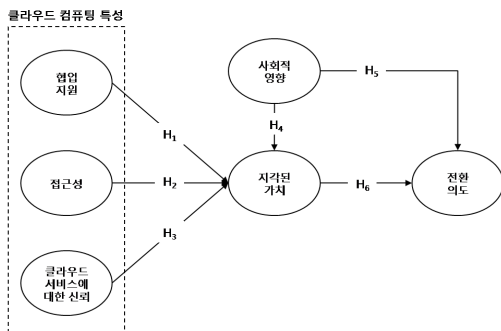 클라우드 컴퓨팅 특성
협업
지원
사회적
영향
H5
H4
H1
접근성
H2
지각된
가치
H6
전환
의도
H3
클라우드
서비스에
대한 신뢰